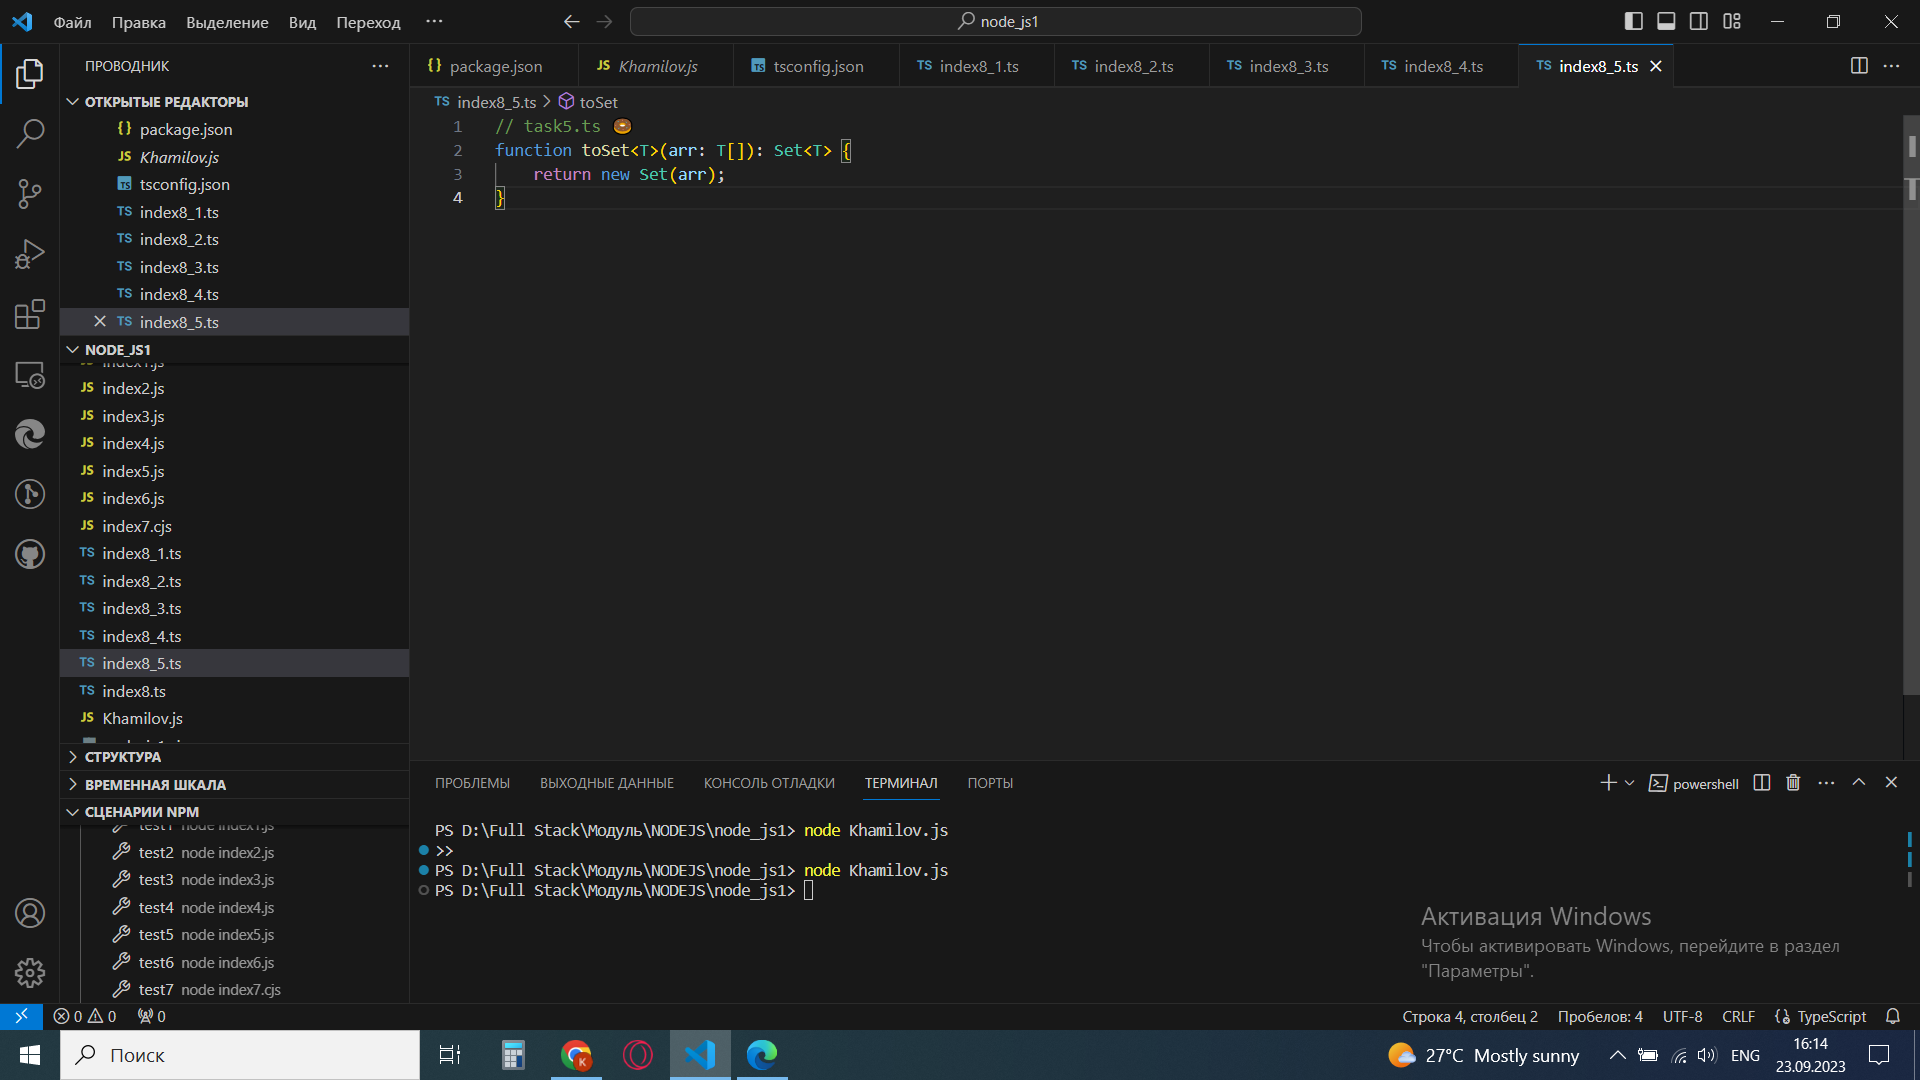 Файл Правка Выделение Вид Переход ··· node_js1
ПРОВОДНИК ···
ОТКРЫТЫЕ РЕДАКТОРЫ
{} package.json
JS Khamilov.js
TS tsconfig.json
TS index8_1.ts
TS index8_2.ts
TS index8_3.ts
TS index8_4.ts
TS index8_5.ts
NODE_JS1
index1.js
JS index2.js
JS index3.js
JS index4.js
JS index5.js
JS index6.js
JS index7.cjs
TS index8_1.ts
TS index8_2.ts
TS index8_3.ts
TS index8_4.ts
TS index8_5.ts
TS index8.ts
JS Khamilov.js
СТРУКТУРА
ВРЕМЕННАЯ ШКАЛА
СЦЕНАРИИ NPM
test1 node index1.js
test2 node index2.js
test3 node index3.js
test4 node index4.js
test5 node index5.js
test6 node index6.js
test7 node index7.cjs
{} package.json JS Khamilov.js TS tsconfig.json TS index8_1.ts TS index8_2.ts TS index8_3.ts TS index8_4.ts TS index8_5.ts
TS index8_5.ts > toSet
1 // task5.ts 🍩
2 function toSet<T>(arr: T[]): Set<T> {
3 return new Set(arr);
4 }
ПРОБЛЕМЫ ВЫХОДНЫЕ ДАННЫЕ КОНСОЛЬ ОТЛАДКИ ТЕРМИНАЛ ПОРТЫ powershell
PS D:\Full Stack\Модуль\NODEJS\node_js1> node Khamilov.js
>>
PS D:\Full Stack\Модуль\NODEJS\node_js1> node Khamilov.js
PS D:\Full Stack\Модуль\NODEJS\node_js1>
Активация Windows
Чтобы активировать Windows, перейдите в раздел
"Параметры".
0 0 0 Строка 4, столбец 2 Пробелов: 4 UTF-8 CRLF TypeScript
Поиск K 27°C Mostly sunny ENG
16:14
23.09.2023